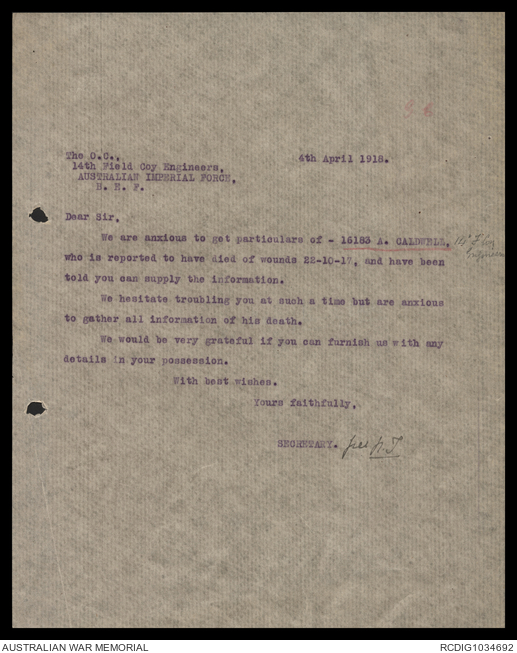 The O.C., 4th April 1918.
14th Field Coy Engineers,
AUSTRALIAN IMPERIAL FORCE,
B. E. F.
Dear Sir,
We are anxious to get particulars of - 16183 A. CALDWELL, 14th F Coy
Engineers
who is reported to have died of wounds 22-10-17, and have been
told you can supply the information.
We hesitate troubling you at such a time but are anxious
to gather all information of his death.
We would be very grateful if you can furnish us with any
details in your possession.
With best wishes.
Yours faithfully,
SECRETARY. per
AUSTRALIAN WAR MEMORIAL RCDIG1034692